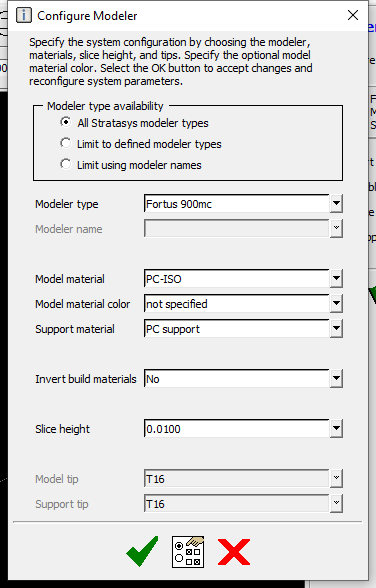 Configure Modeler
Specify the system configuration by choosing the modeler,
materials, slice height, and tips. Specify the optional model
material color. Select the OK button to accept changes and
reconfigure system parameters.
Modeler type availability
All Stratasys modeler types
Limit to defined modeler types
Limit using modeler names
Modeler type Fortus 900mc
Modeler name
Model material PC-ISO
Model material color not specified
Support material PC support
Invert build materials No
Slice height 0.0100
Model tip T16
Support tip T16